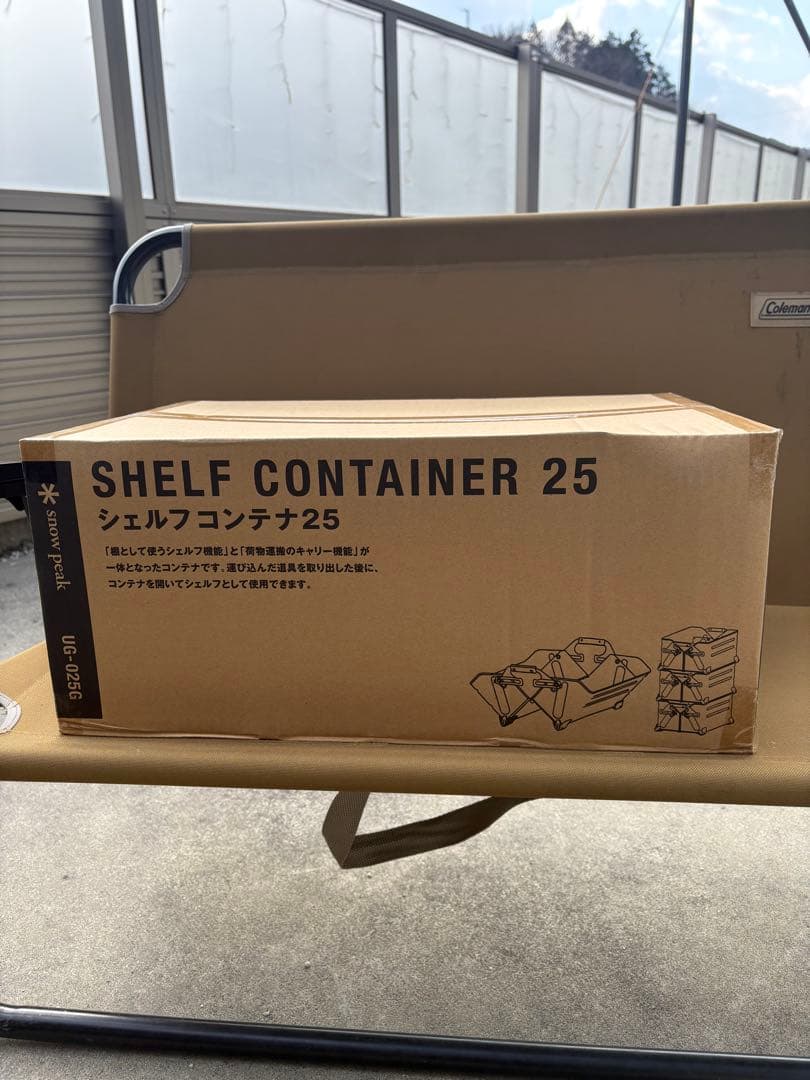 Coleman
SHELF CONTAINER 25
シェルフコンテナ25
「棚として使うシェルフ機能」と「荷物運搬のキャリー機能」が
一体となったコンテナです。運び込んだ道具を取り出した後に、
コンテナを開いてシェルフとして使用できます。
snow peak
UG-025G